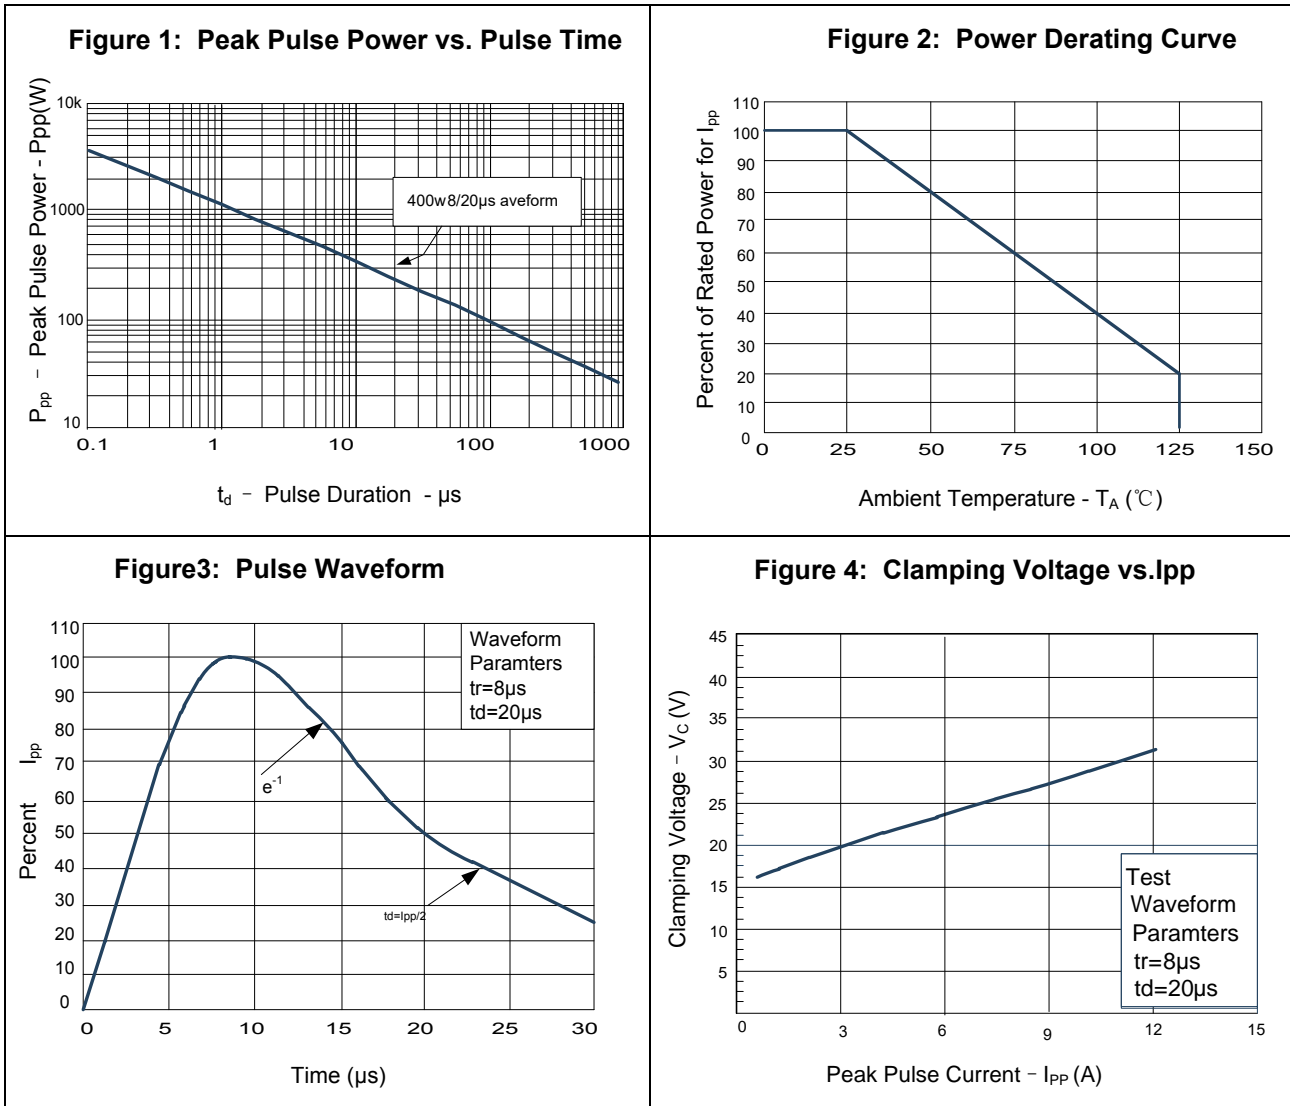 Figure 1: Peak Pulse Power vs. Pulse Time
Ppp – Peak Pulse Power - Ppp(W)
10k
1000
100
10
400w8/20µs aveform
0.1 1 10 100 1000
td – Pulse Duration - µs
Figure 2: Power Derating Curve
Percent of Rated Power for Ipp
110
100
90
80
70
60
50
40
30
20
10
0
0 25 50 75 100 125 150
Ambient Temperature - TA (℃)
Figure3: Pulse Waveform
Percent Ipp
110
100
90
80
70
60
50
40
30
20
10
0
Waveform
Paramters
tr=8µs
td=20µs
e-1
td=Ipp/2
0 5 10 15 20 25 30
Time (µs)
Figure 4: Clamping Voltage vs.Ipp
Clamping Voltage – VC (V)
45
40
35
30
25
20
15
10
5
Test
Waveform
Paramters
tr=8µs
td=20µs
0 3 6 9 12 15
Peak Pulse Current – IPP (A)